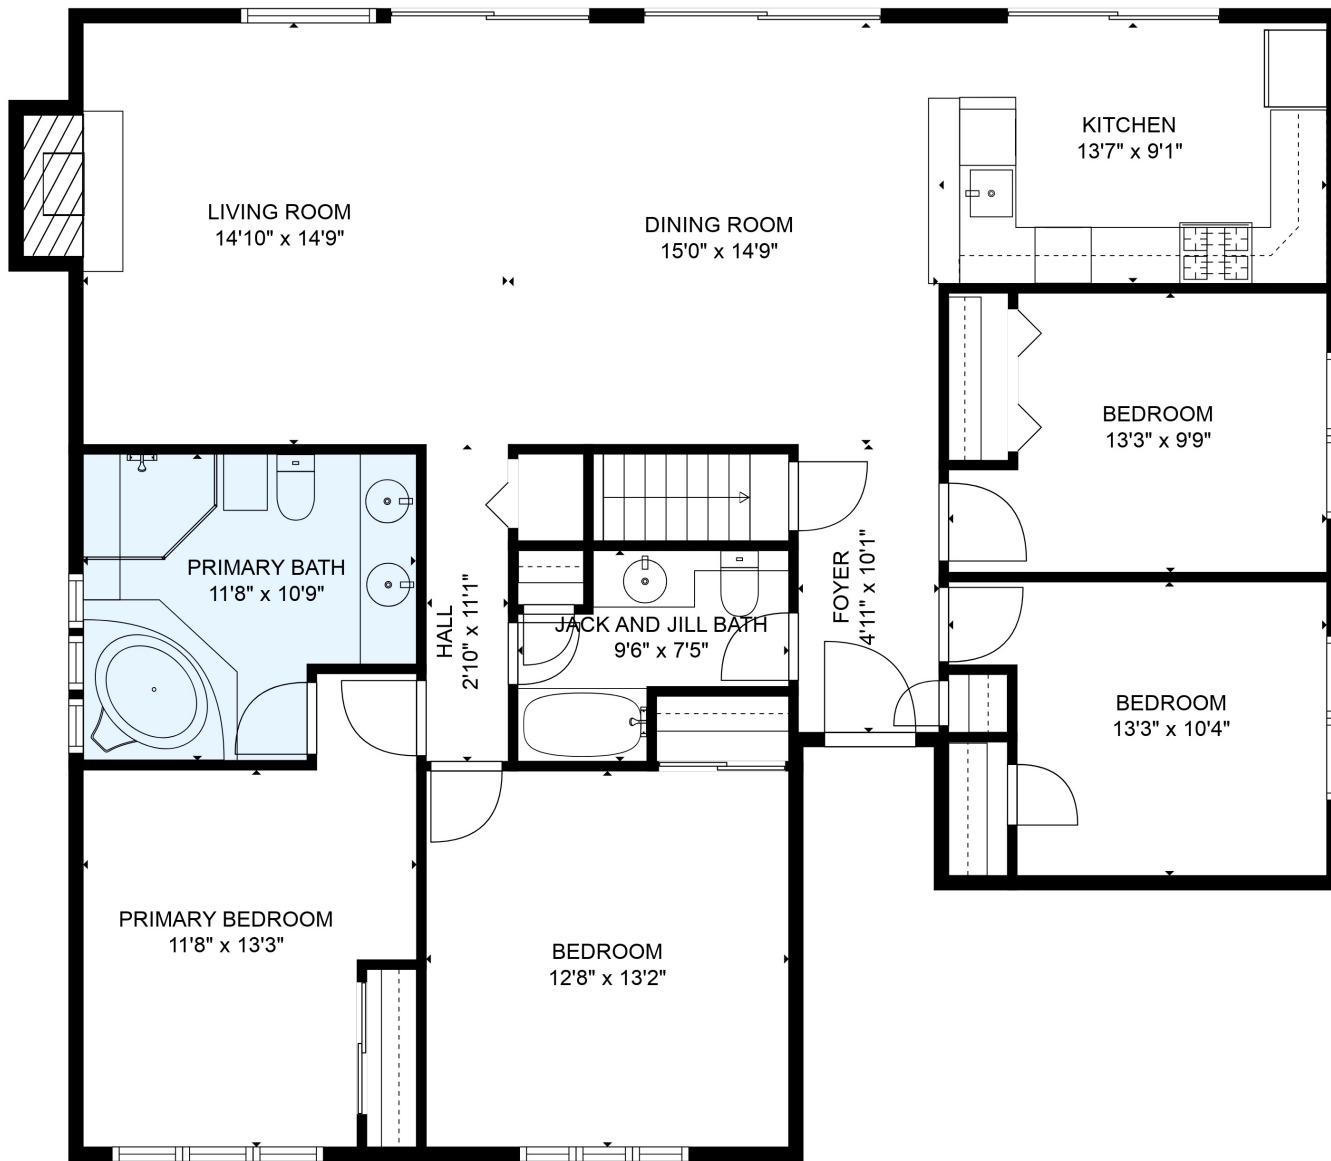 KITCHEN
13'7" x 9'1"
LIVING ROOM
14'10" x 14'9"
DINING ROOM
15'0" x 14'9"
BEDROOM
13'3" x 9'9"
PRIMARY BATH
11'8" x 10'9"
HALL
2'10" x 11'1"
JACK AND JILL BATH
9'6" x 7'5"
FOYER
4'11" x 10'1"
BEDROOM
13'3" x 10'4"
PRIMARY BEDROOM
11'8" x 13'3"
BEDROOM
12'8" x 13'2"